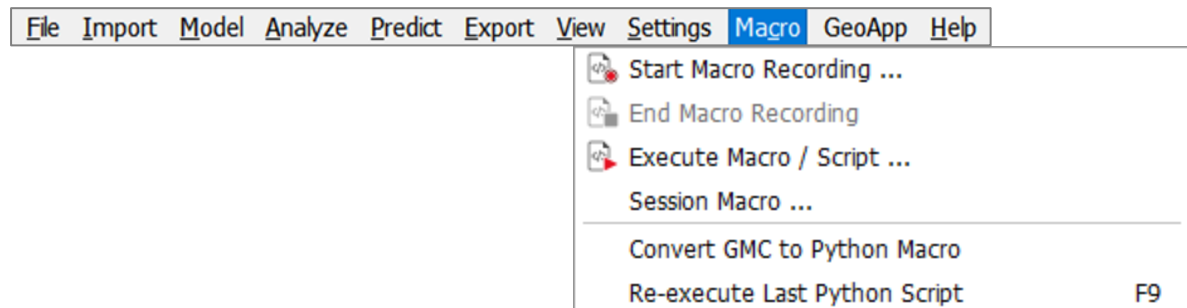 File Import Model Analyze Predict Export View Settings Macro GeoApp Help
Start Macro Recording ...
End Macro Recording
Execute Macro / Script ...
Session Macro ...
Convert GMC to Python Macro
Re-execute Last Python Script F9